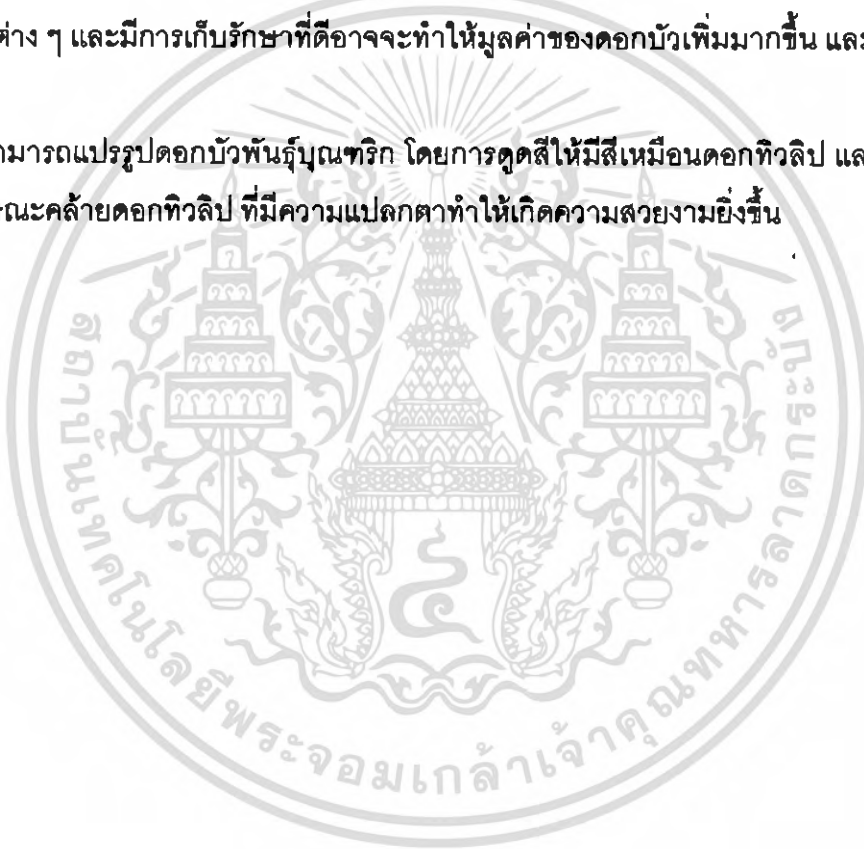 ต่าง ๆ และมีการเก็บรักษาที่ดีอาจจะทำให้มูลค่าของดอกบัวเพิ่มมากขึ้น และ
ามารถแปรรูปดอกบัวพันธุ์บุณฑริก โดยการดูดสีให้มีสีเหมือนดอกทิวลิป แล
ณะคล้ายดอกทิวลิป ที่มีความแปลกตาทำให้เกิดความสวยงามยิ่งขึ้น
สถาบันเทคโนโลยีพระจอมเกล้าเจ้าคุณทหารลาดกระบัง